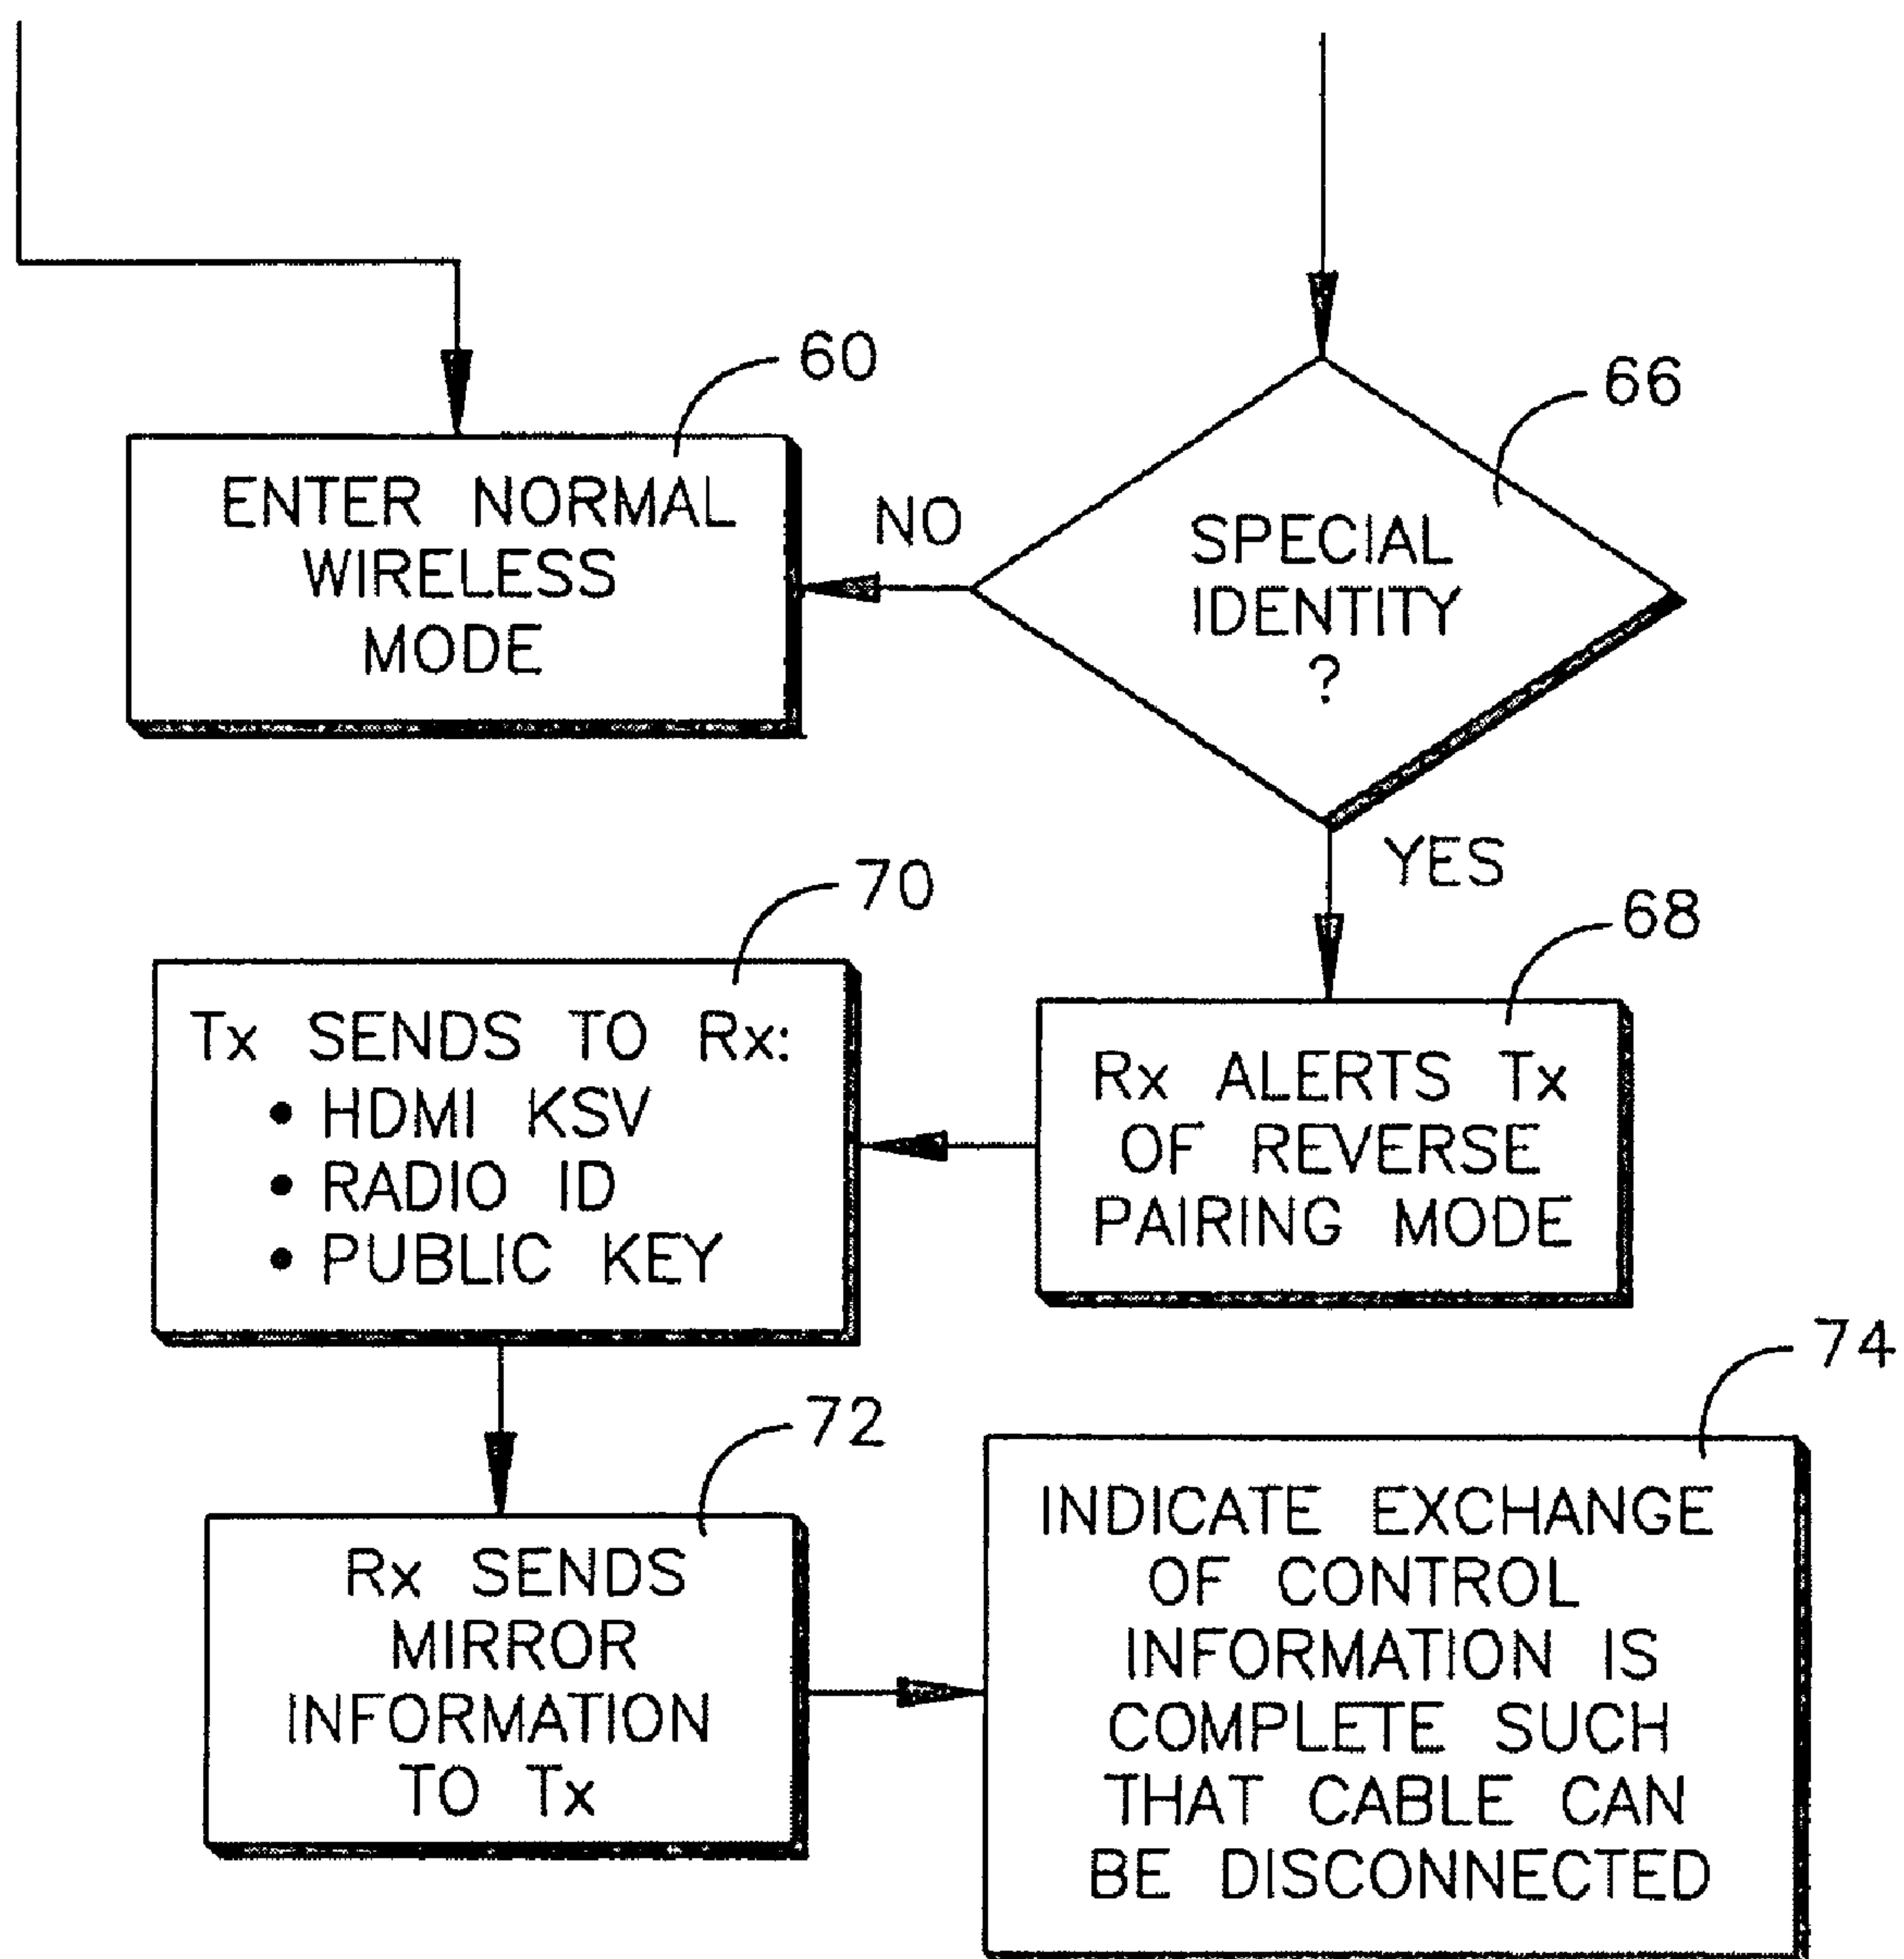 60
ENTER NORMAL
WIRELESS
MODE
NO
66
SPECIAL
IDENTITY
?
YES
70
Tx SENDS TO Rx:
• HDMI KSV
• RADIO ID
• PUBLIC KEY
68
Rx ALERTS Tx
OF REVERSE
PAIRING MODE
72
Rx SENDS
MIRROR
INFORMATION
TO Tx
74
INDICATE EXCHANGE
OF CONTROL
INFORMATION IS
COMPLETE SUCH
THAT CABLE CAN
BE DISCONNECTED